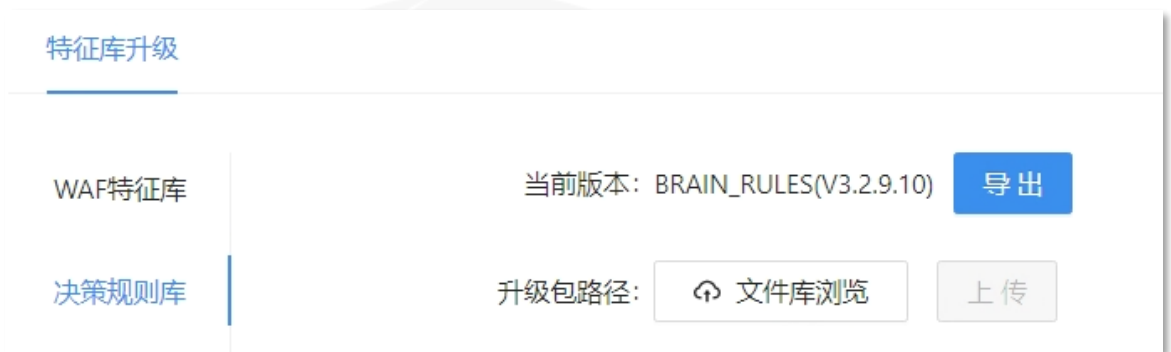 特征库升级
WAF特征库
当前版本：BRAIN_RULES(V3.2.9.10) 导出
决策规则库
升级包路径： 文件库浏览 上传